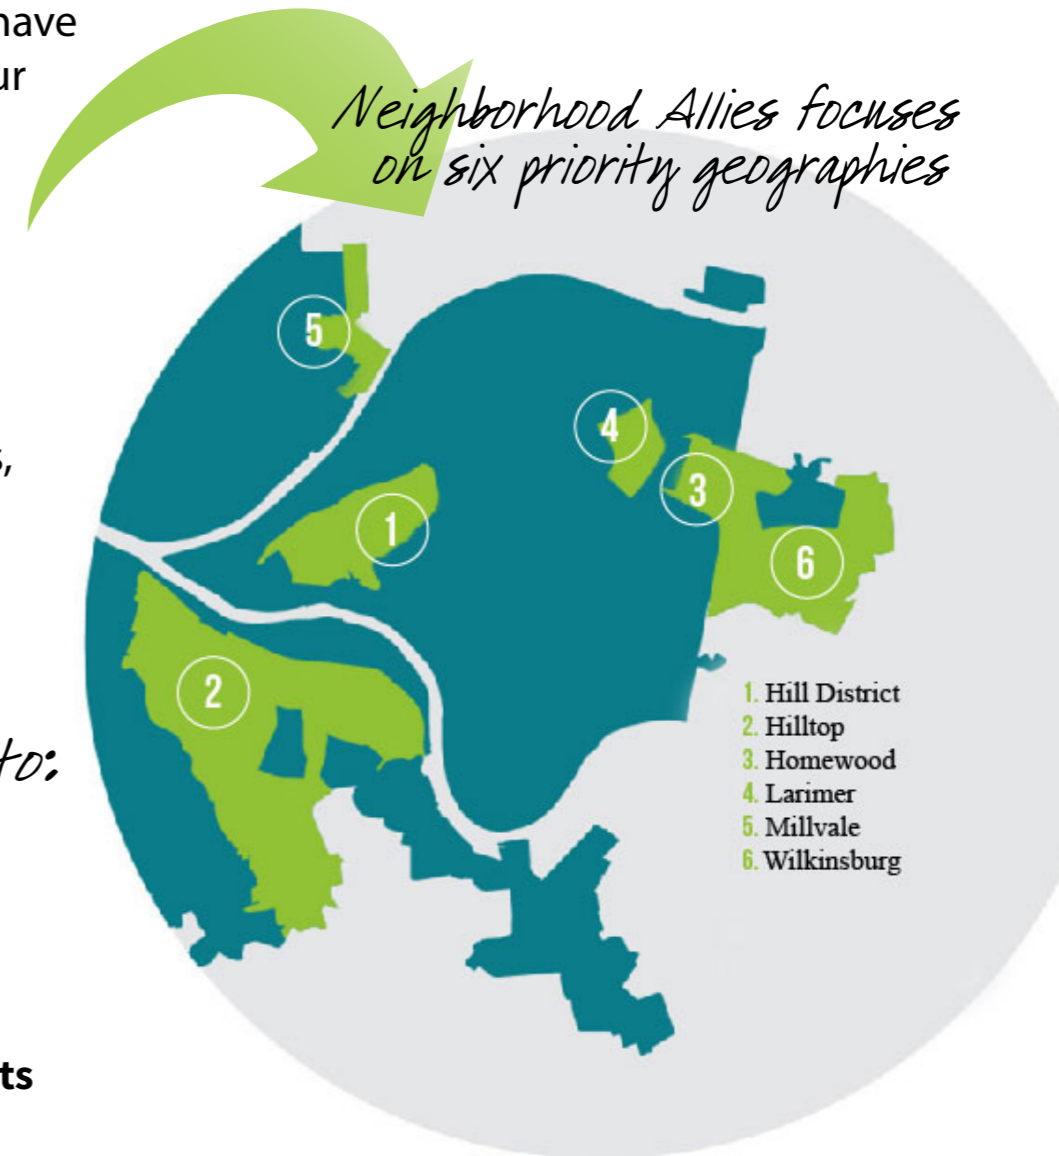 have
ur
Neighborhood Allies focuses
on six priority geographies
5
4
3
1
6
s,
2
1. Hill District
2. Hilltop
3. Homewood
4. Larimer
5. Millvale
6. Wilkinsburg
to:
ts